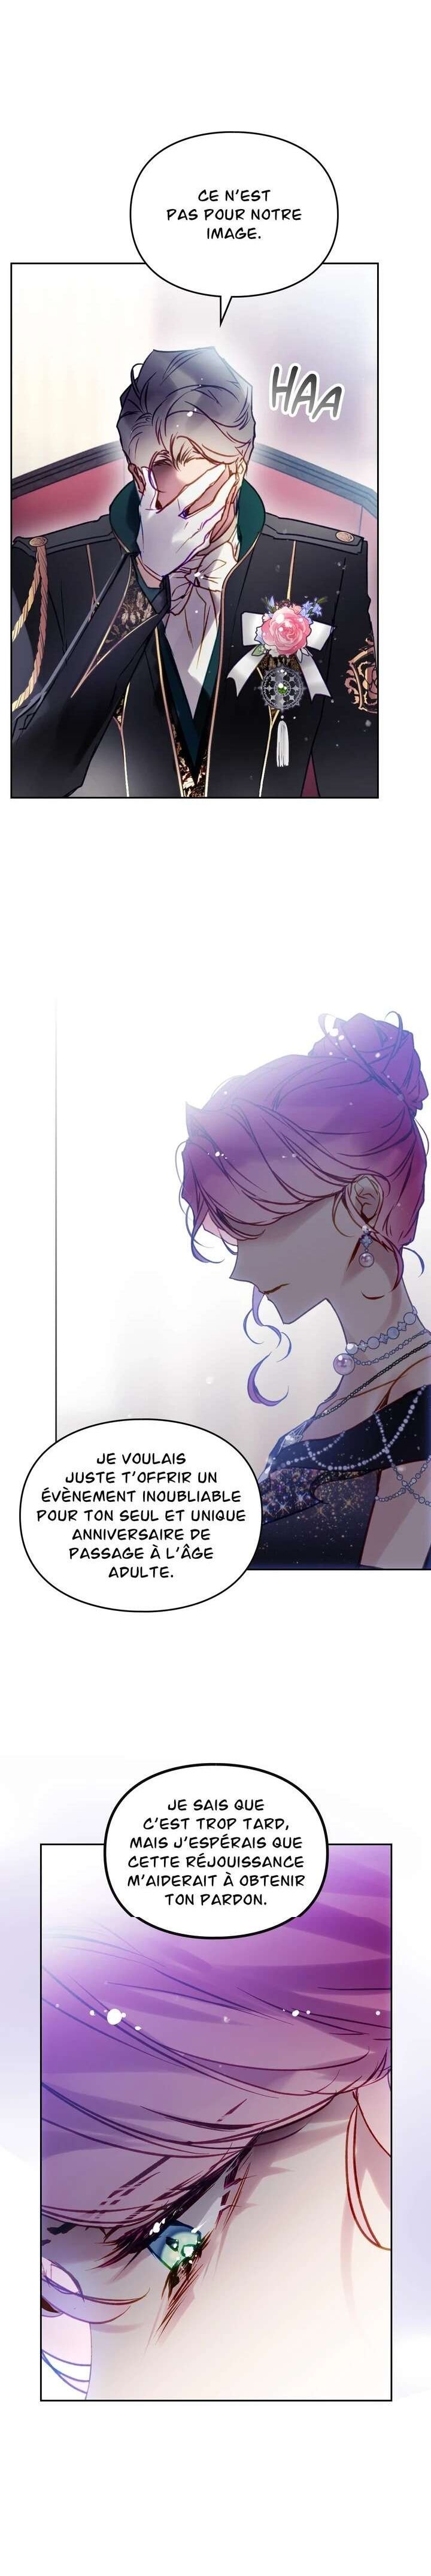 CE N'EST
PAS POUR NOTRE
IMAGE.
HAA
JE VOULAIS
JUSTE T'OFFRIR UN
ÉVÈNEMENT INOUBLIABLE
POUR TON SEUL ET UNIQUE
ANNIVERSAIRE DE
PASSAGE À L'ÂGE
ADULTE.
JE SAIS QUE
C'EST TROP TARD,
MAIS J'ESPÉRAIS QUE
CETTE RÉJOUISSANCE
M'AIDERAIT À OBTENIR
TON PARDON.